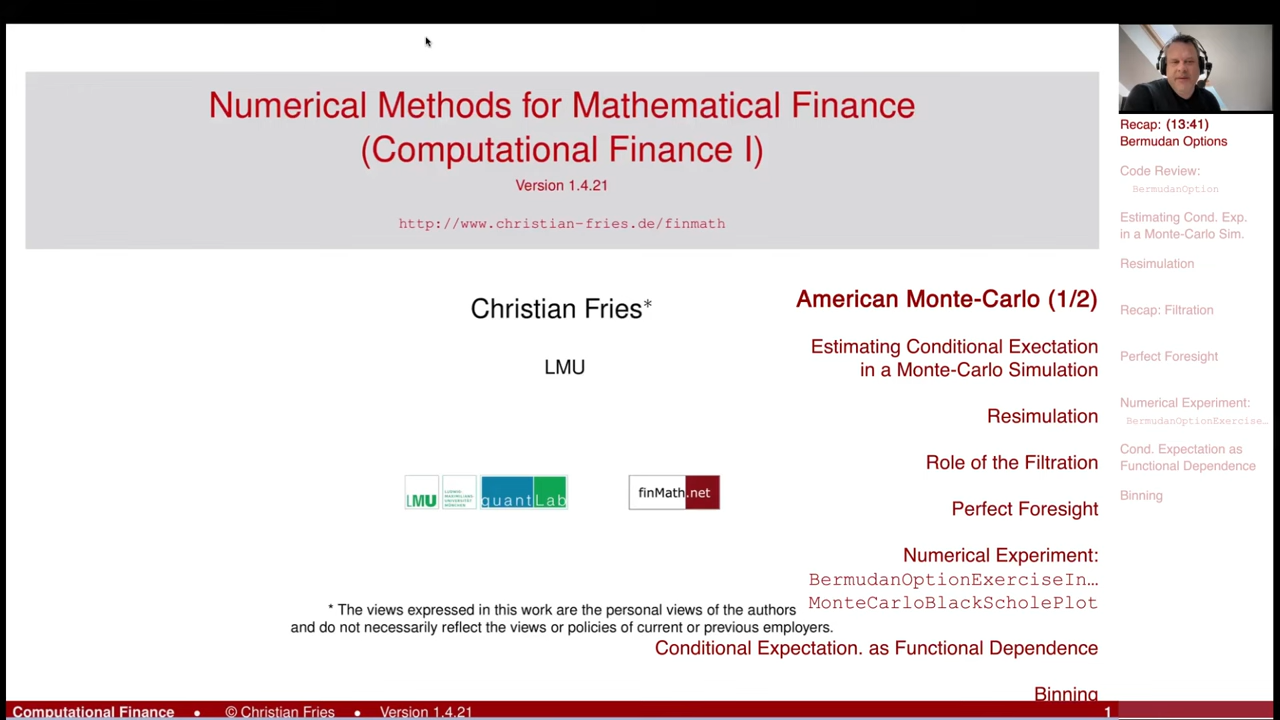 Numerical Methods for Mathematical Finance
(Computational Finance I)
Version 1.4.21
http://www.christian-fries.de/finmath
Christian Fries*
LMU
LMU
quantLab
finMath.net
* The views expressed in this work are the personal views of the authors
and do not necessarily reflect the views or policies of current or previous employers.
American Monte-Carlo (1/2)
Estimating Conditional Exectation
in a Monte-Carlo Simulation
Resimulation
Role of the Filtration
Perfect Foresight
Numerical Experiment:
BermudanOptionExerciseIn…
MonteCarloBlackScholePlot
Conditional Expectation. as Functional Dependence
Binning
Recap: (13:41)
Bermudan Options
Code Review:
BermudanOption
Estimating Cond. Exp.
in a Monte-Carlo Sim.
Resimulation
Recap: Filtration
Perfect Foresight
Numerical Experiment:
BermudanOptionExercise…
Cond. Expectation as
Functional Dependence
Binning
Computational Finance • © Christian Fries • Version 1.4.21
1